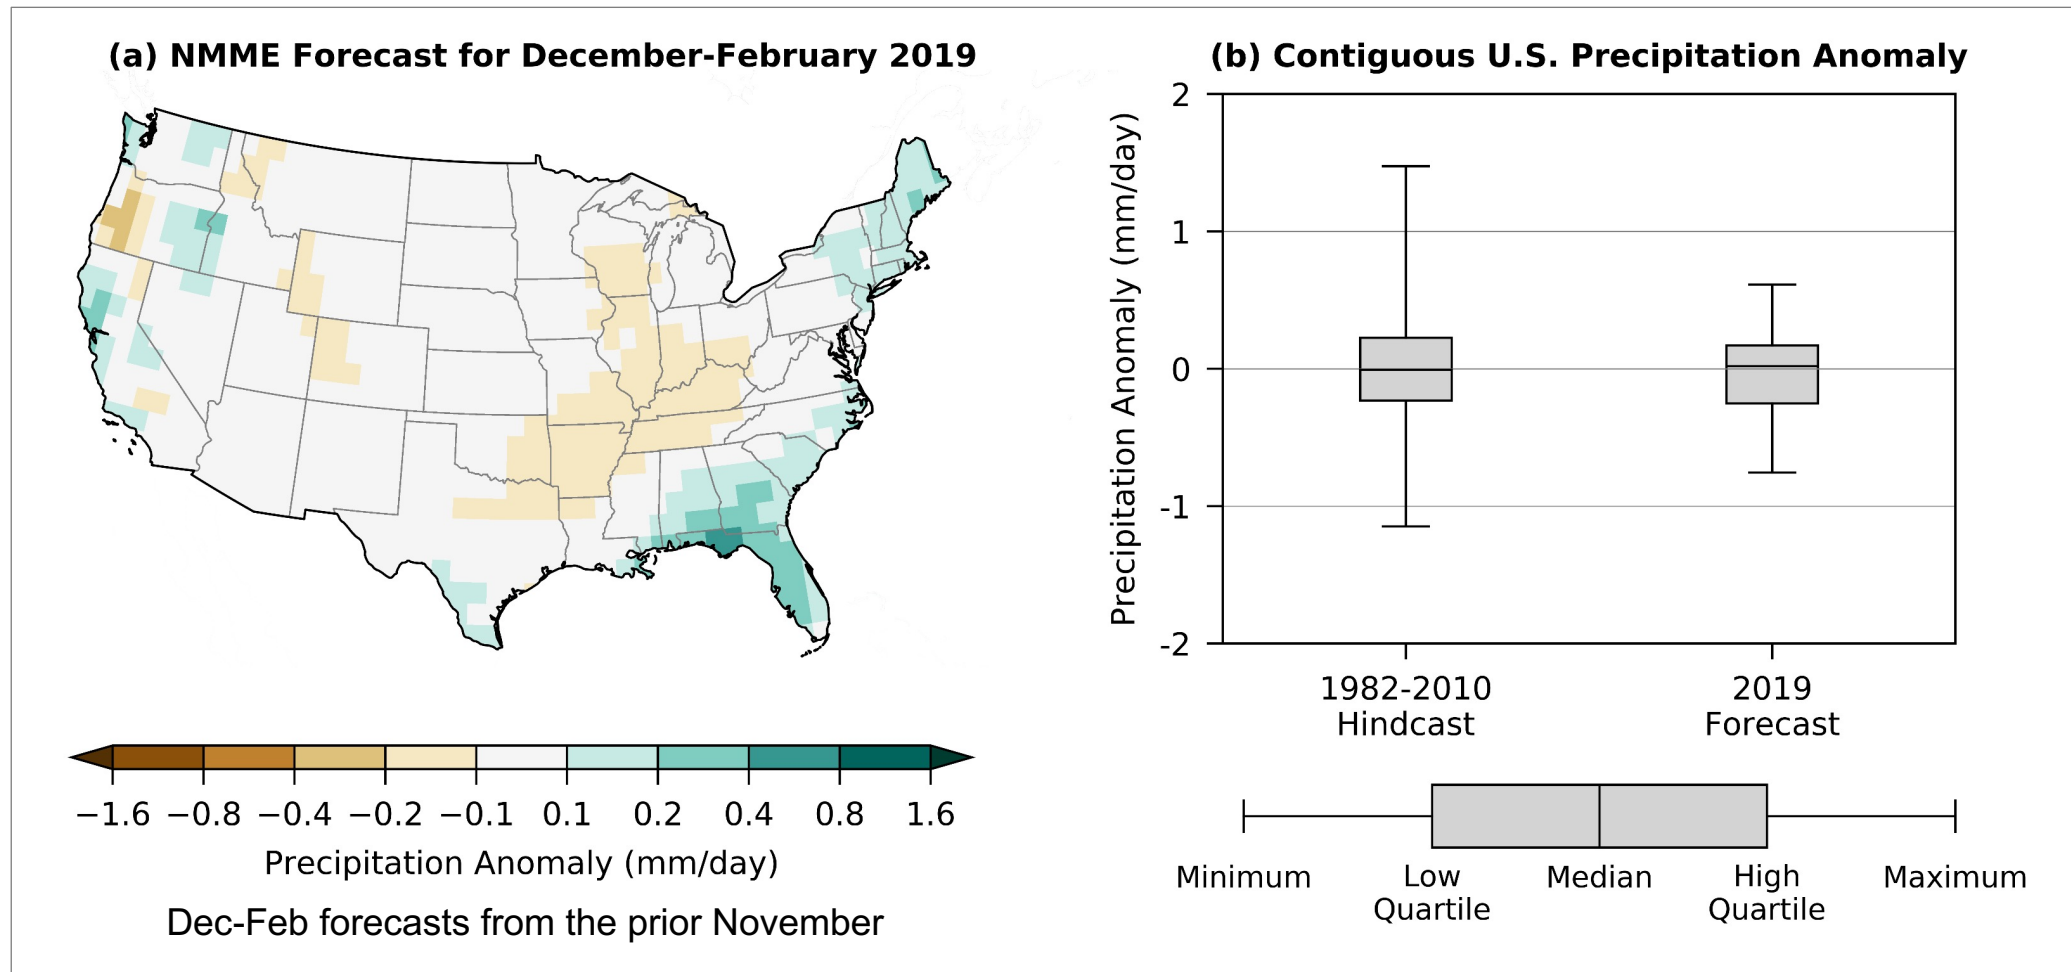 (a) NMME Forecast for December-February 2019
−1.6 −0.8 −0.4 −0.2 −0.1 0.1 0.2 0.4 0.8 1.6
Precipitation Anomaly (mm/day)
Dec-Feb forecasts from the prior November
(b) Contiguous U.S. Precipitation Anomaly
Precipitation Anomaly (mm/day)
2
1
0
-1
-2
1982-2010
Hindcast
2019
Forecast
Minimum
Low
Quartile
Median
High
Quartile
Maximum